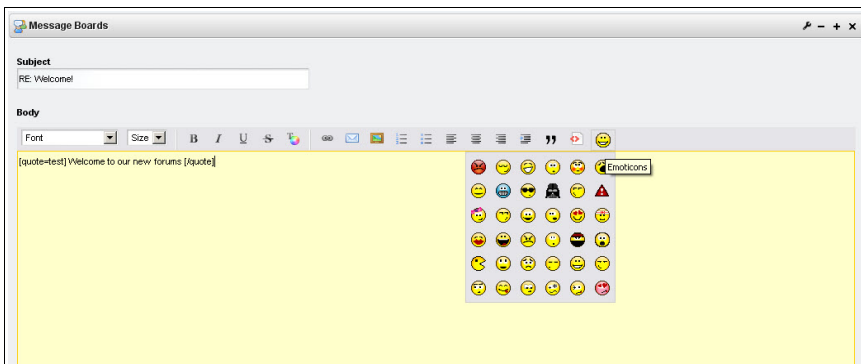 Message Boards
Subject
RE: Welcome!
Body
Font Size B I U S
[quote=test] Welcome to our new forums [/quote]
Emoticons